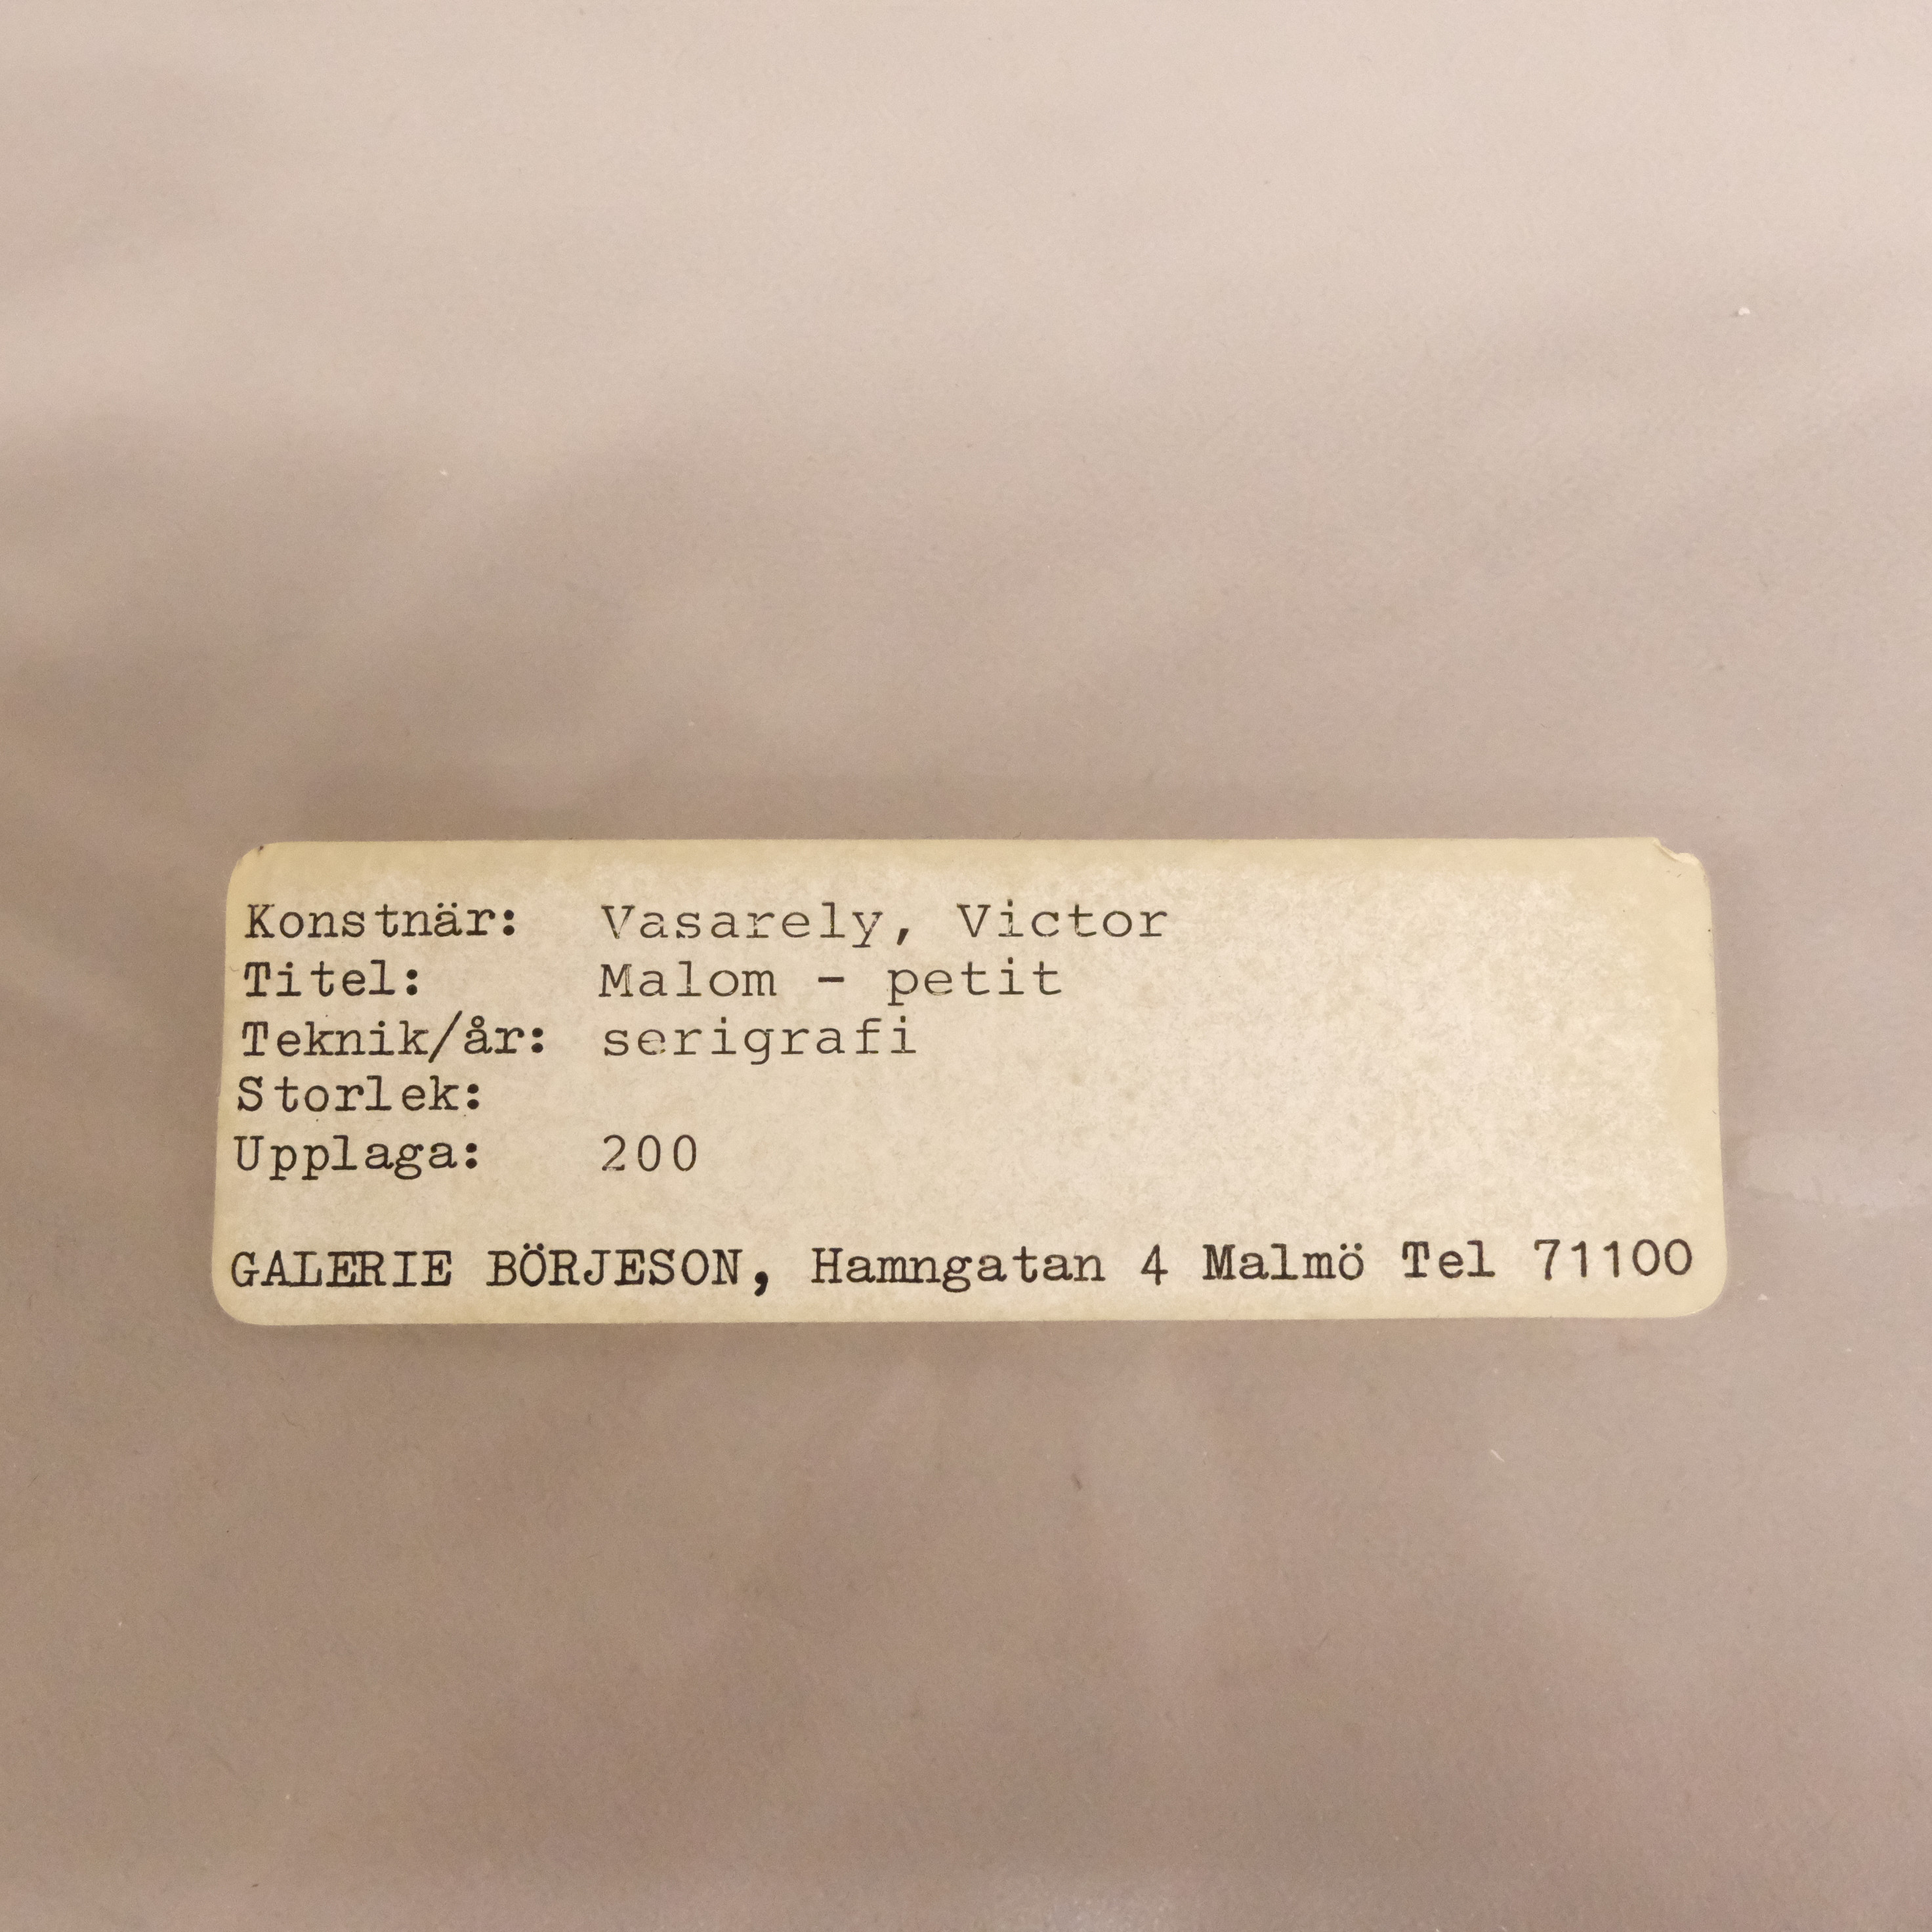 Konstnär: Vasarely, Victor
Titel: Malom - petit
Teknik/år: serigrafi
Storlek:
Upplaga: 200
GALERIE BÖRJESON, Hamngatan 4 Malmö Tel 71100